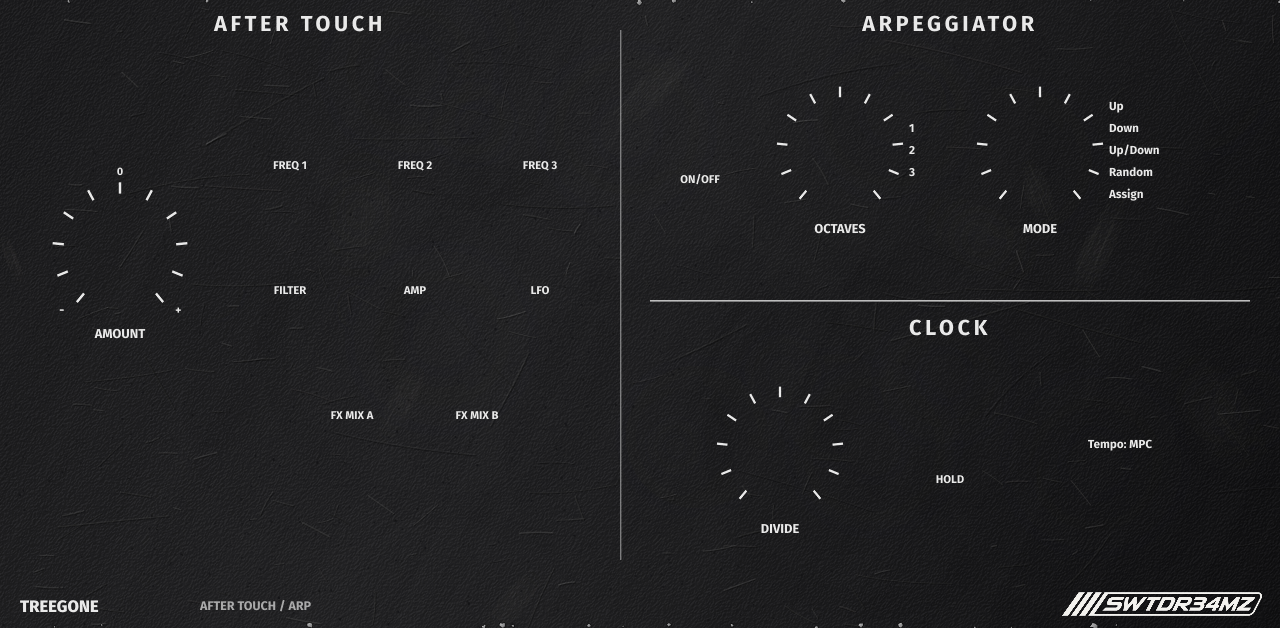 AFTER TOUCH
0
- +
AMOUNT
FREQ 1 FREQ 2 FREQ 3
FILTER AMP LFO
FX MIX A FX MIX B
ARPEGGIATOR
ON/OFF
1
2
3
OCTAVES
Up
Down
Up/Down
Random
Assign
MODE
CLOCK
DIVIDE
HOLD
Tempo: MPC
TREEGONE
AFTER TOUCH / ARP
SWTDR34MZ